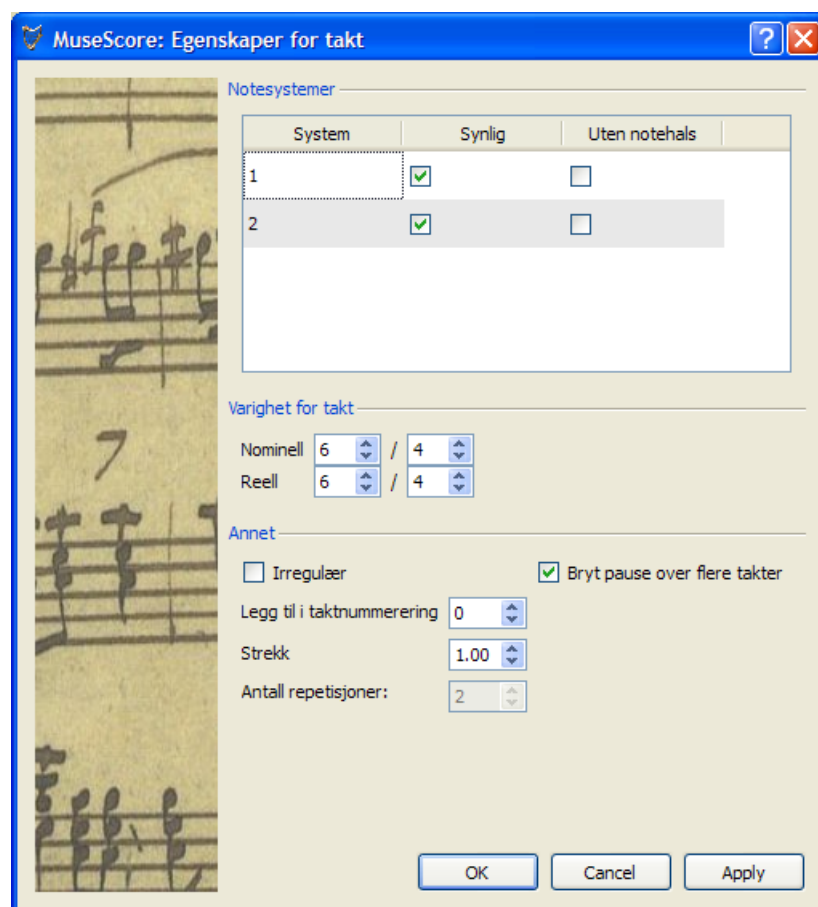 MuseScore: Egenskaper for takt
Notesystemer
System Synlig Uten notehals
1
2
Varighet for takt
Nominell 6 / 4
Reell 6 / 4
Annet
Irregulær Bryt pause over flere takter
Legg til i taktnummerering 0
Strekk 1.00
Antall repetisjoner: 2
7
OK Cancel Apply